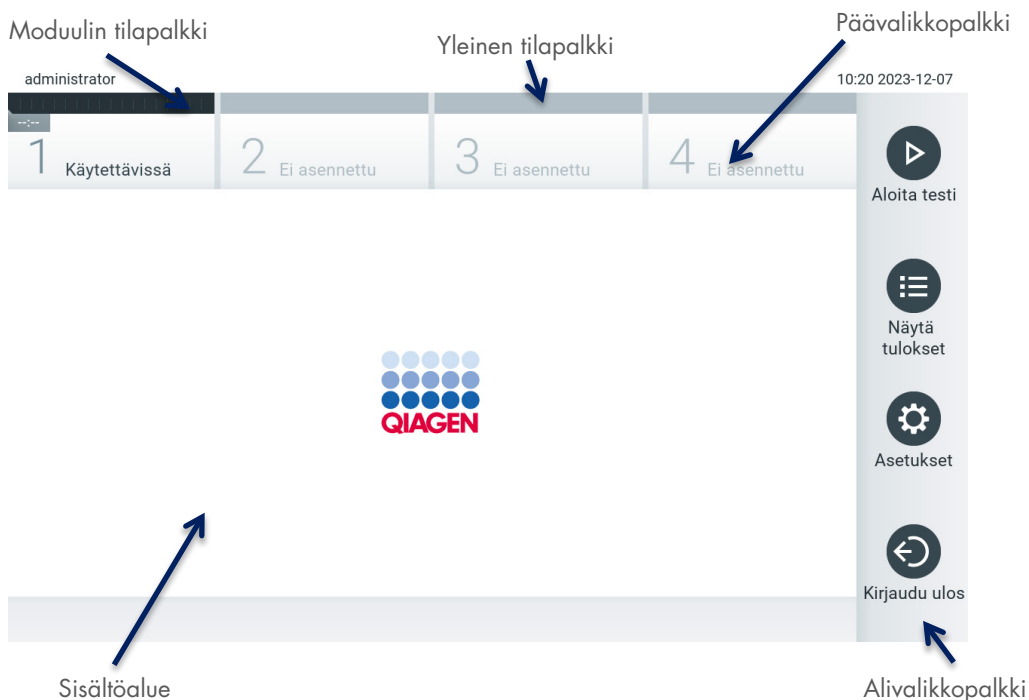 Moduulin tilapalkki
Yleinen tilapalkki
Päävalikkopalkki
administrator
10:20 2023-12-07
--:--
1 Käytettävissä
2 Ei asennettu
3 Ei asennettu
4 Ei asennettu
Aloita testi
Näytä
tulokset
QIAGEN
Asetukset
Kirjaudu ulos
Sisältöalue
Alivalikkopalkki